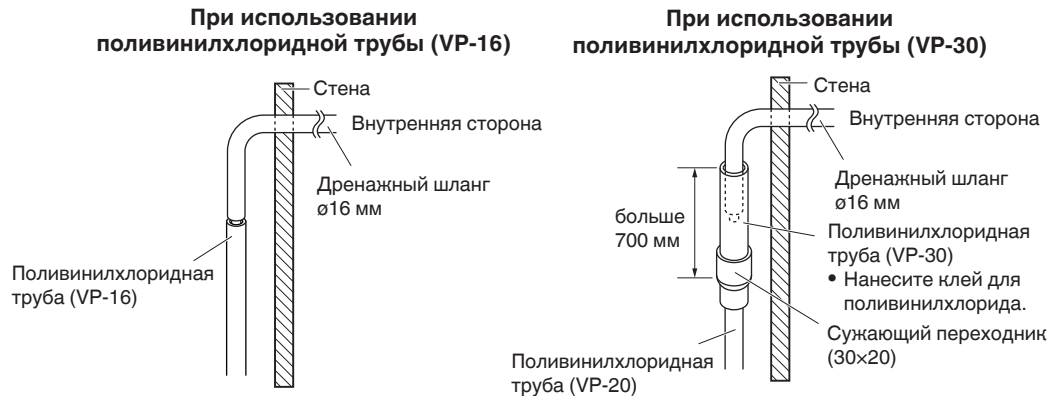 При использовании
поливинилхлоридной трубы (VP-16)
Стена
Внутренняя сторона
Дренажный шланг
ø16 мм
Поливинилхлоридная
труба (VP-16)
При использовании
поливинилхлоридной трубы (VP-30)
Стена
Внутренняя сторона
Дренажный шланг
ø16 мм
больше
700 мм
Поливинилхлоридная
труба (VP-30)
• Нанесите клей для
поливинилхлорида.
Сужающий переходник
(30×20)
Поливинилхлоридная
труба (VP-20)